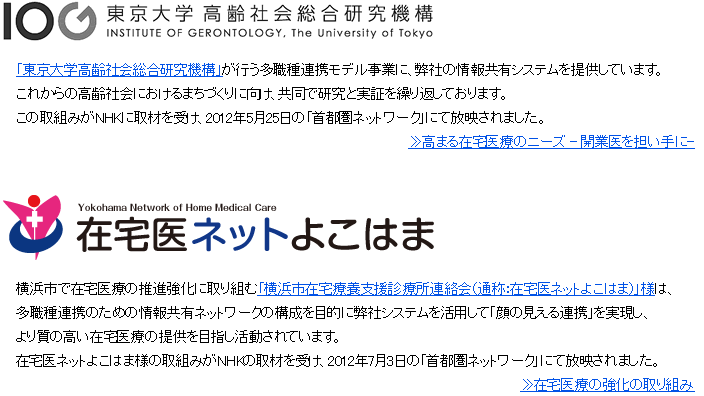 IOG 東京大学 高齢社会総合研究機構
INSTITUTE OF GERONTOLOGY, The University of Tokyo
「東京大学高齢社会総合研究機構」が行う多職種連携モデル事業に、弊社の情報共有システムを提供しています。
これからの高齢社会におけるまちづくりに向け、共同で研究と実証を繰り返しております。
この取組みがNHKに取材を受け、2012年5月25日の「首都圏ネットワーク」にて放映されました。
≫高まる在宅医療のニーズ －開業医を担い手に－
Yokohama Network of Home Medical Care
在宅医ネットよこはま
横浜市で在宅医療の推進強化に取り組む「横浜市在宅療養支援診療所連絡会（通称：在宅医ネットよこはま）」様は、
多職種連携のための情報共有ネットワークの構成を目的に弊社システムを活用して「顔の見える連携」を実現し、
より質の高い在宅医療の提供を目指し活動されています。
在宅医ネットよこはま様の取組みがNHKの取材を受け、2012年7月3日の「首都圏ネットワーク」にて放映されました。
≫在宅医療の強化の取り組み